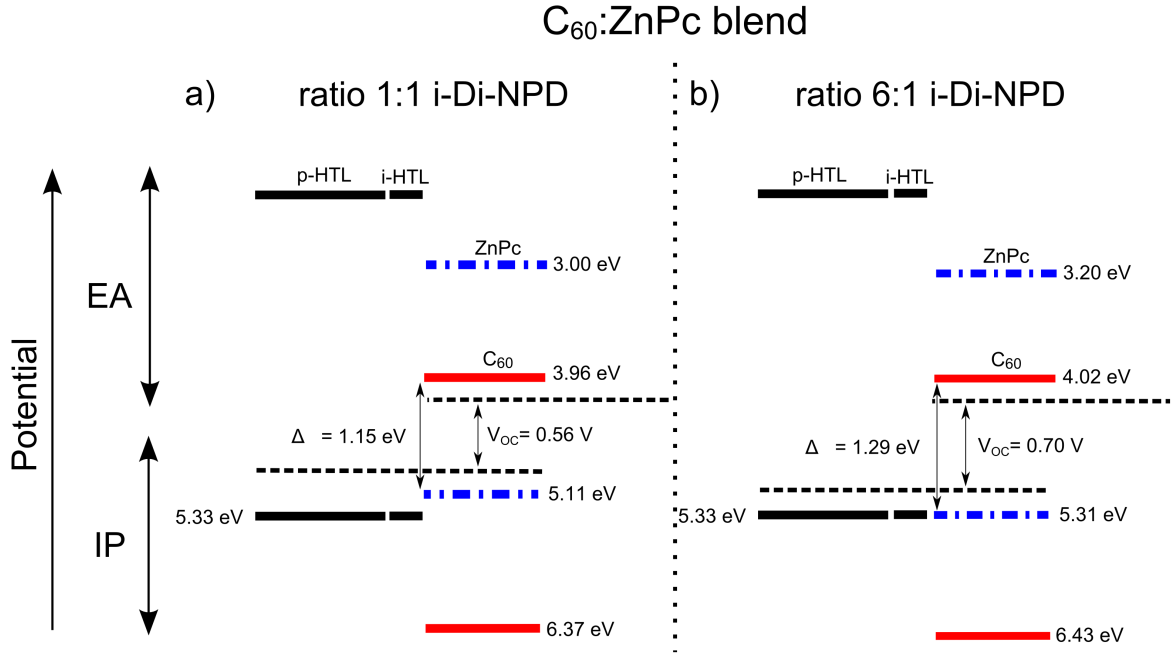 C₆₀:ZnPc blend
a)
ratio 1:1 i-Di-NPD
b)
ratio 6:1 i-Di-NPD
Potential
EA
IP
p-HTL
i-HTL
ZnPc
3.00 eV
C₆₀
3.96 eV
Δ = 1.15 eV
V_OC= 0.56 V
5.11 eV
5.33 eV
6.37 eV
p-HTL
i-HTL
ZnPc
3.20 eV
C₆₀
4.02 eV
Δ = 1.29 eV
V_OC= 0.70 V
5.33 eV
5.31 eV
6.43 eV